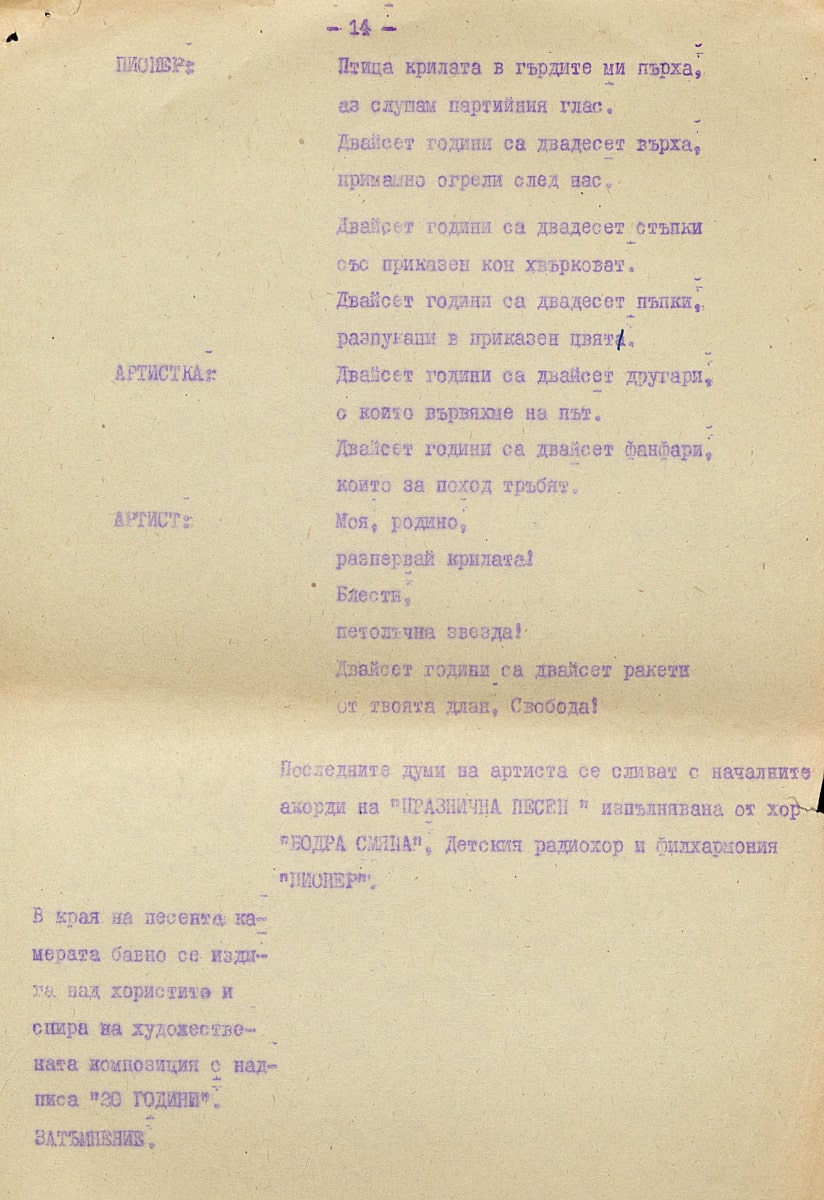 - 14 -
ПИОНЕР: Птица крилата в гърдите ми пърха,
аз слушам партийния глас.
Двайсет години са двадесет върха,
примамно огрели след нас.
Двайсет години са двадесет стъпки
със приказен кон хвърковат.
Двайсет години са двадесет пъпки,
разпукани в приказен цвят.
АРТИСТКА: Двайсет години са двайсет другари,
с които вървяхме на път.
Двайсет години са двайсет фанфари,
които за поход тръбят.
АРТИСТ: Моя, родино,
разпервай крилата!
Блести,
петолъчна звезда!
Двайсет години са двайсет ракети
от твоята длан, Свобода!
Последните думи на артиста се сливат с началните
акорди на "ПРАЗНИЧНА ПЕСЕН " изпълнявана от хор
"БОДРА СМЯНА", Детския радиохор и филхармония
"ПИОНЕР".
В края на песента ка-
мерата бавно се изди-
га над хористите и
спира на художестве-
ната композиция с над-
писа "20 ГОДИНИ".
ЗАТЪМНЕНИЕ.